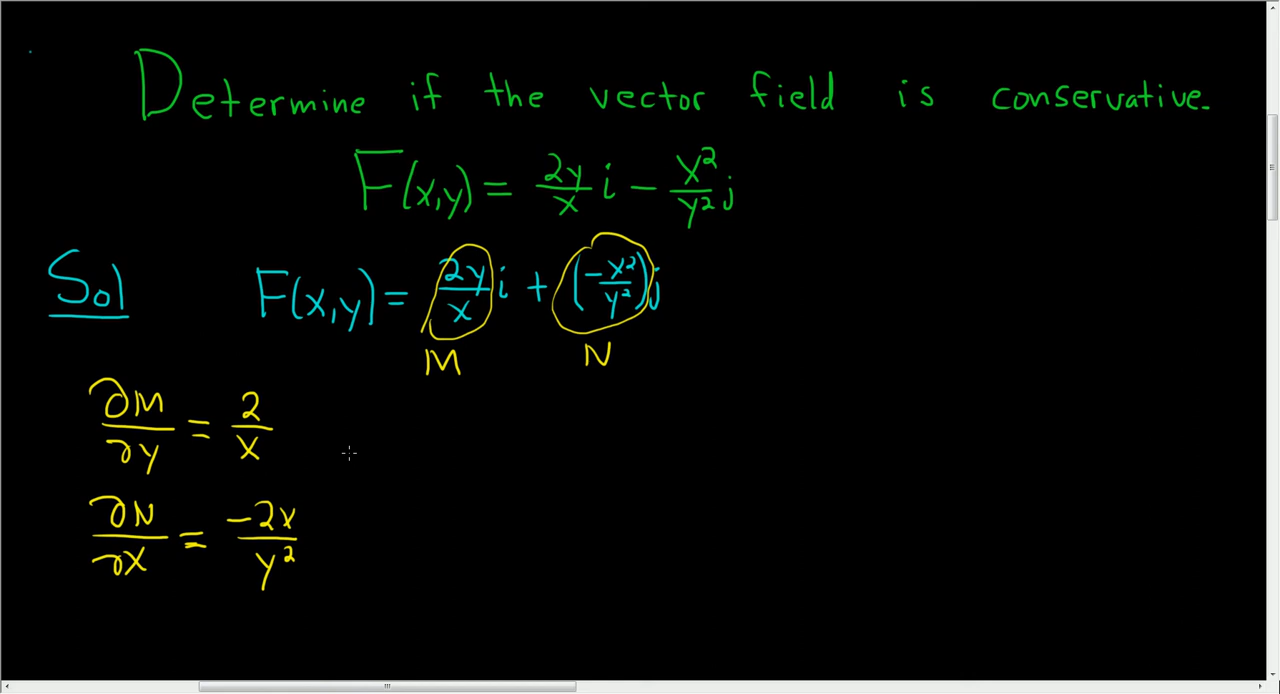 Determine if the vector field is conservative.
F(x,y) = 2y/x i - x²/y² j
Sol F(x,y) = 2y/x i + (-x²/y²) j
M N
∂M/∂y = 2/x
∂N/∂x = -2x/y²